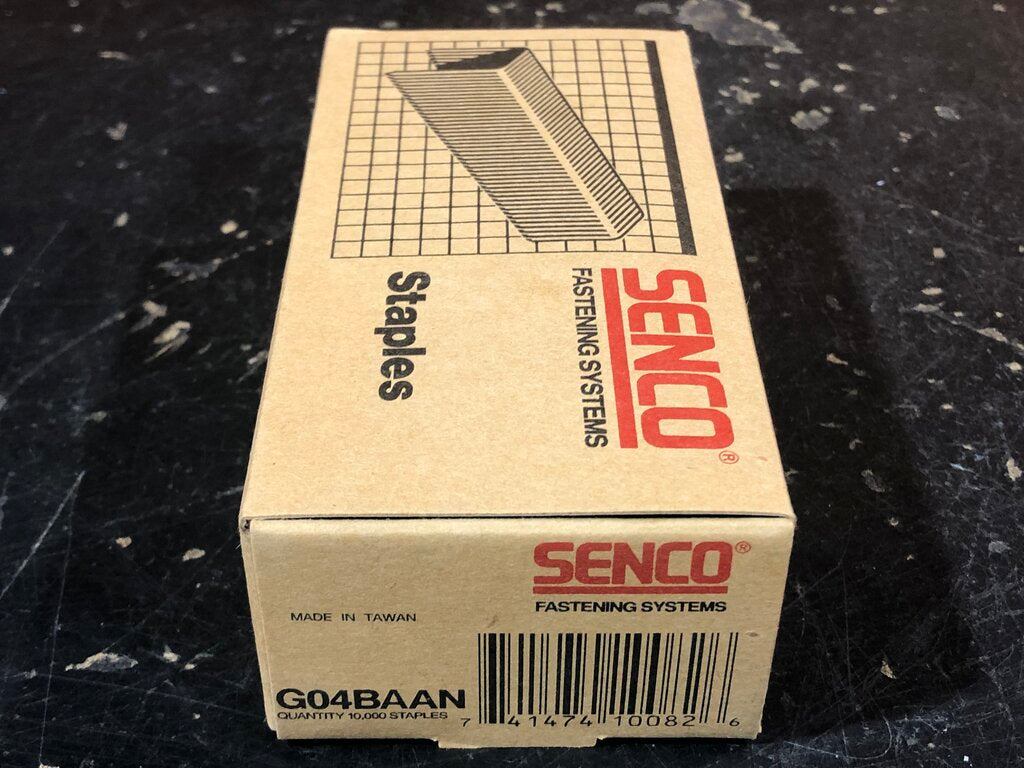 SENCO®
FASTENING SYSTEMS
Staples
SENCO®
FASTENING SYSTEMS
MADE IN TAWAN
G04BAAN
QUANTITY 10,000 STAPLES
7 41474 10082 6